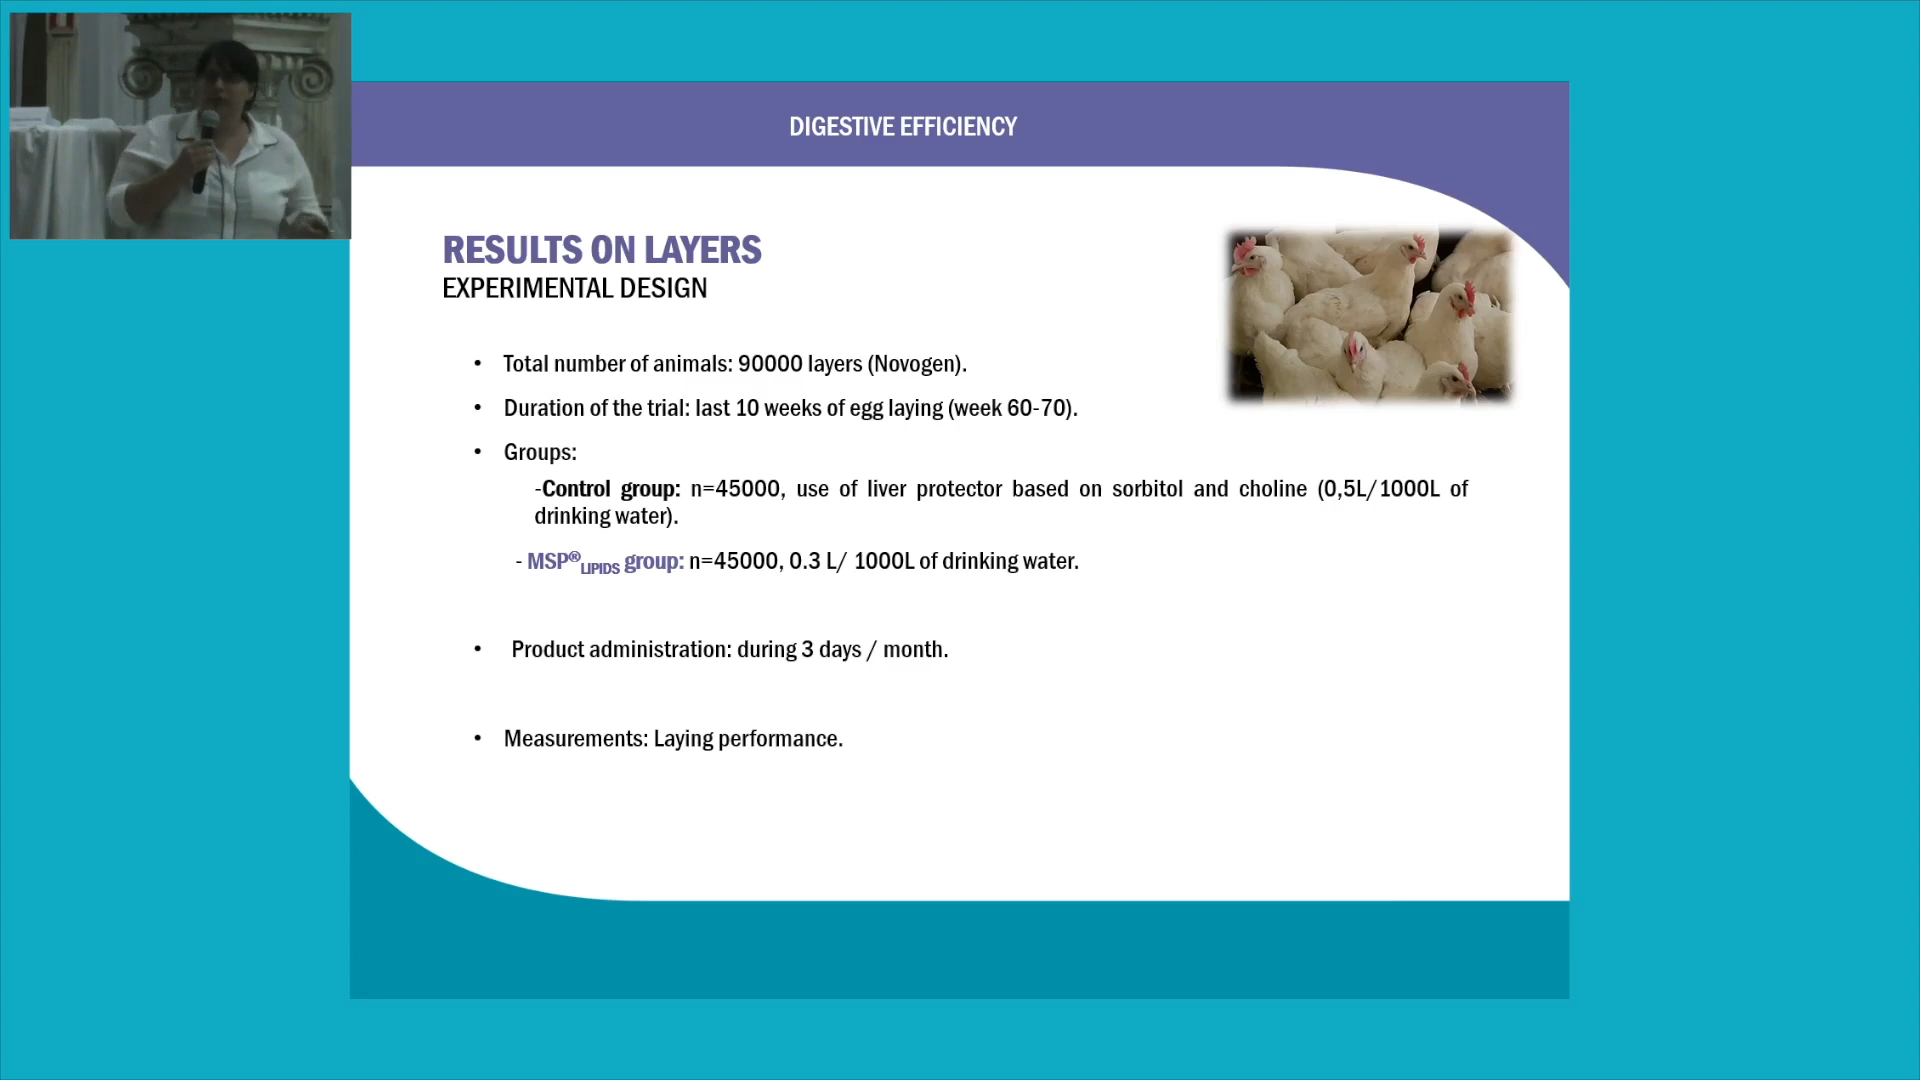 DIGESTIVE EFFICIENCY
RESULTS ON LAYERS
EXPERIMENTAL DESIGN
• Total number of animals: 90000 layers (Novogen).
• Duration of the trial: last 10 weeks of egg laying (week 60-70).
• Groups:
-Control group: n=45000, use of liver protector based on sorbitol and choline (0,5L/1000L of
drinking water).
- MSP®LIPIDS group: n=45000, 0.3 L/ 1000L of drinking water.
• Product administration: during 3 days / month.
• Measurements: Laying performance.